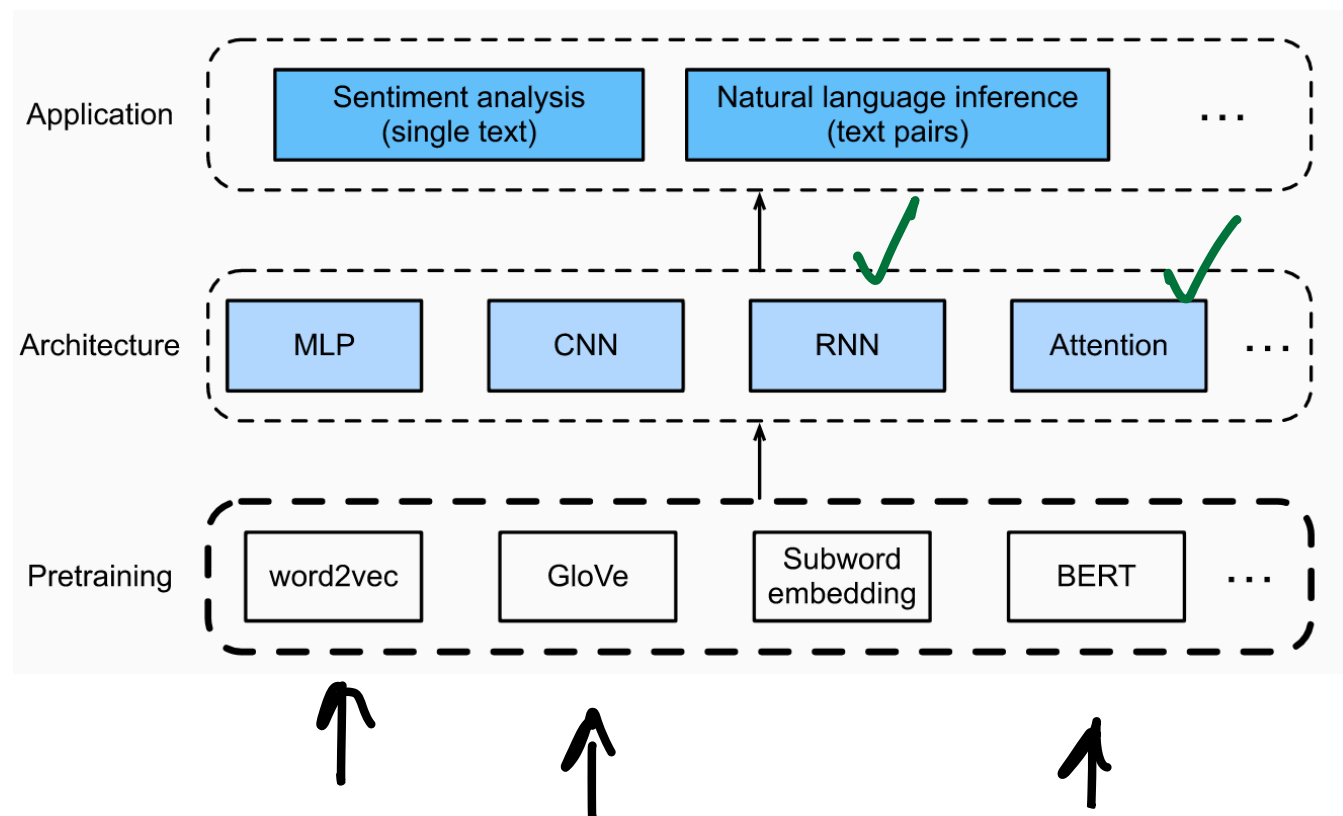 Application
Sentiment analysis
(single text)
Natural language inference
(text pairs)
...
Architecture
MLP
CNN
RNN
Attention
...
Pretraining
word2vec
GloVe
Subword
embedding
BERT
...